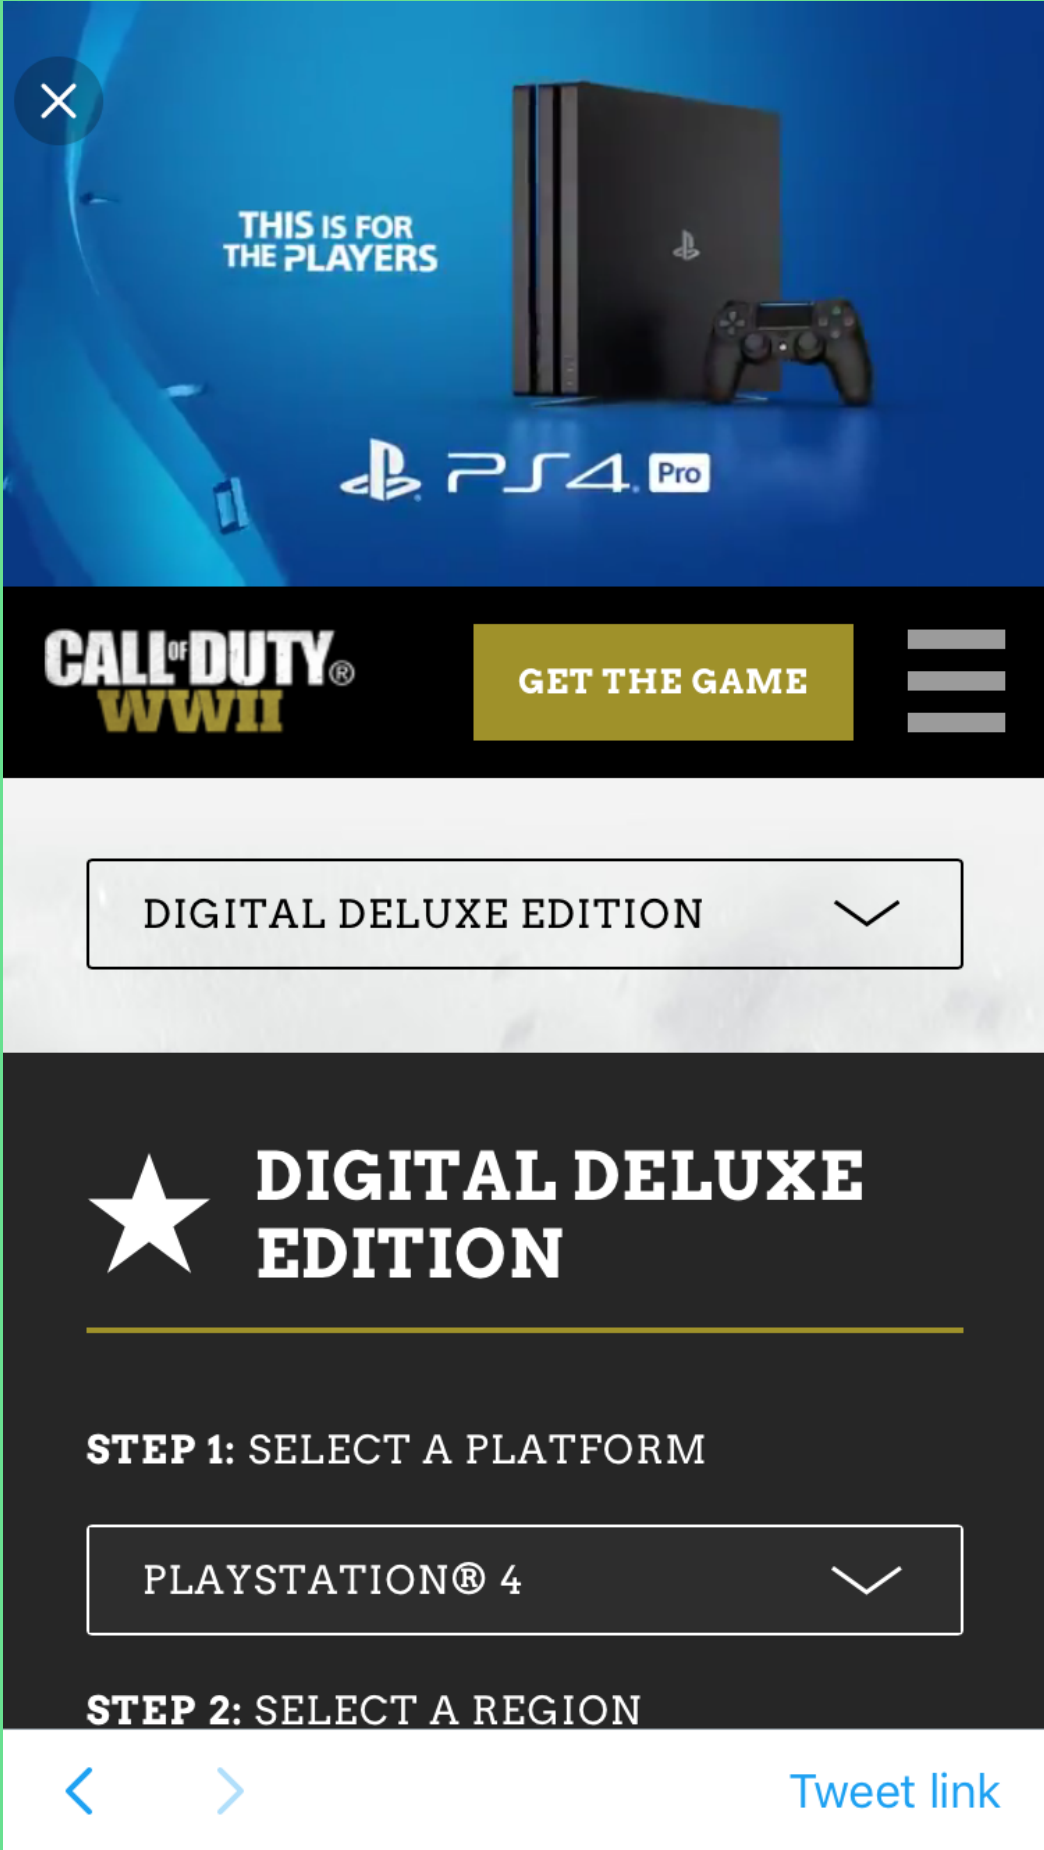 THIS IS FOR
THE PLAYERS
PS4 Pro
CALL OF DUTY®
WWII
GET THE GAME
DIGITAL DELUXE EDITION
DIGITAL DELUXE
EDITION
STEP 1: SELECT A PLATFORM
PLAYSTATION® 4
STEP 2: SELECT A REGION
Tweet link